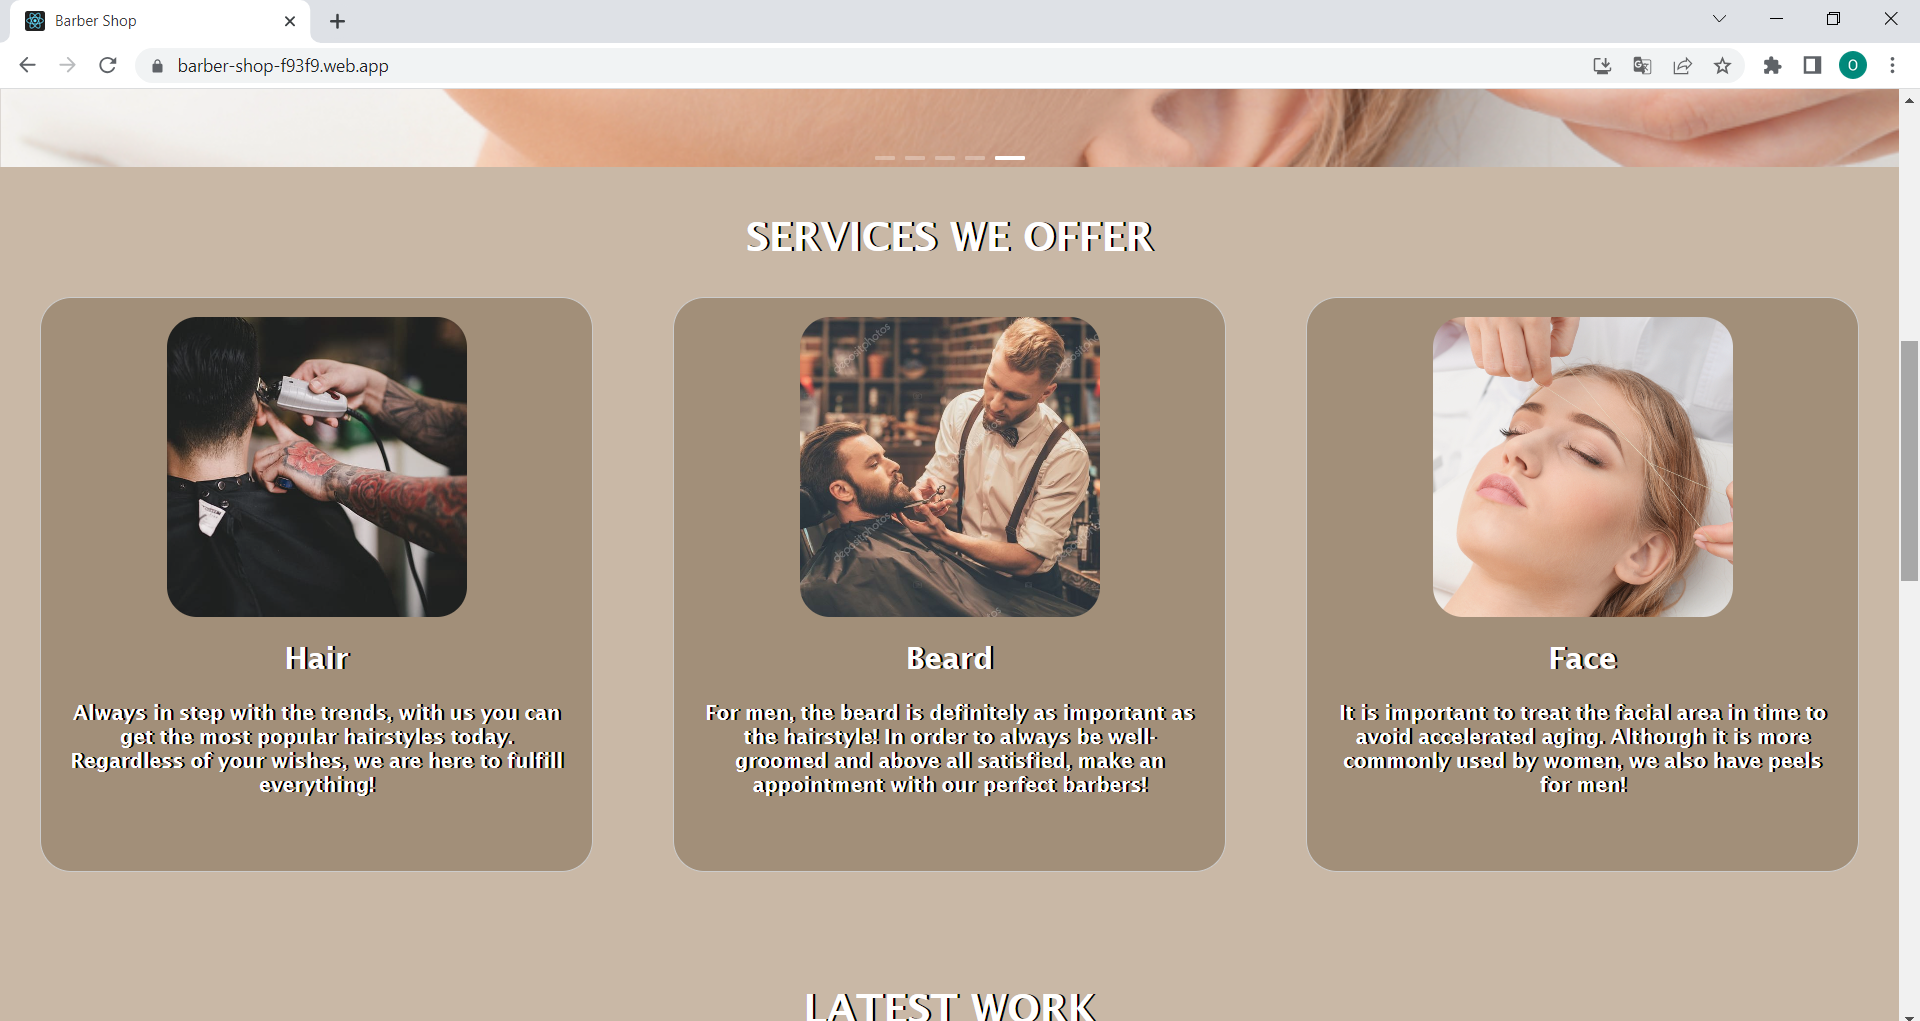 Barber Shop
barber-shop-f93f9.web.app
O
SERVICES WE OFFER
Hair
Always in step with the trends, with us you can
get the most popular hairstyles today.
Regardless of your wishes, we are here to fulfill
everything!
depositphotos
depositphotos
Beard
For men, the beard is definitely as important as
the hairstyle! In order to always be well-
groomed and above all satisfied, make an
appointment with our perfect barbers!
Face
It is important to treat the facial area in time to
avoid accelerated aging. Although it is more
commonly used by women, we also have peels
for men!
LATEST WORK